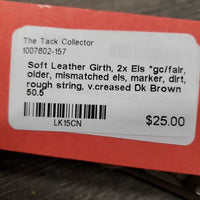 The Tack Collector
1007602-157
Soft Leather Girth, 2x Els *gc/fair,
older, mismatched els, marker, dirt,
rough string, v.creased Dk Brown
50.5
LK15CN
$25.00